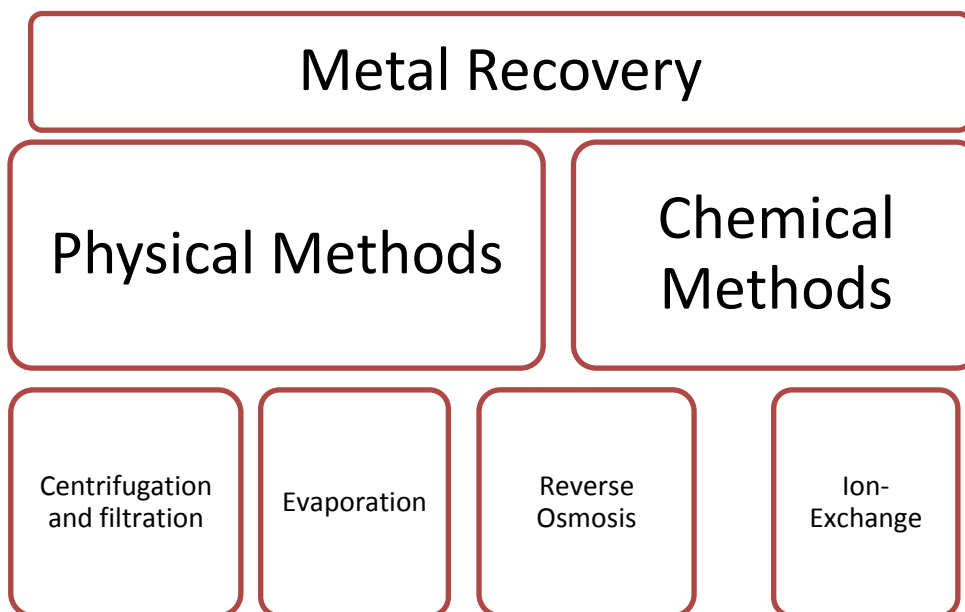 Metal Recovery
Physical Methods
Chemical
Methods
Centrifugation
and filtration
Evaporation
Reverse
Osmosis
Ion-
Exchange